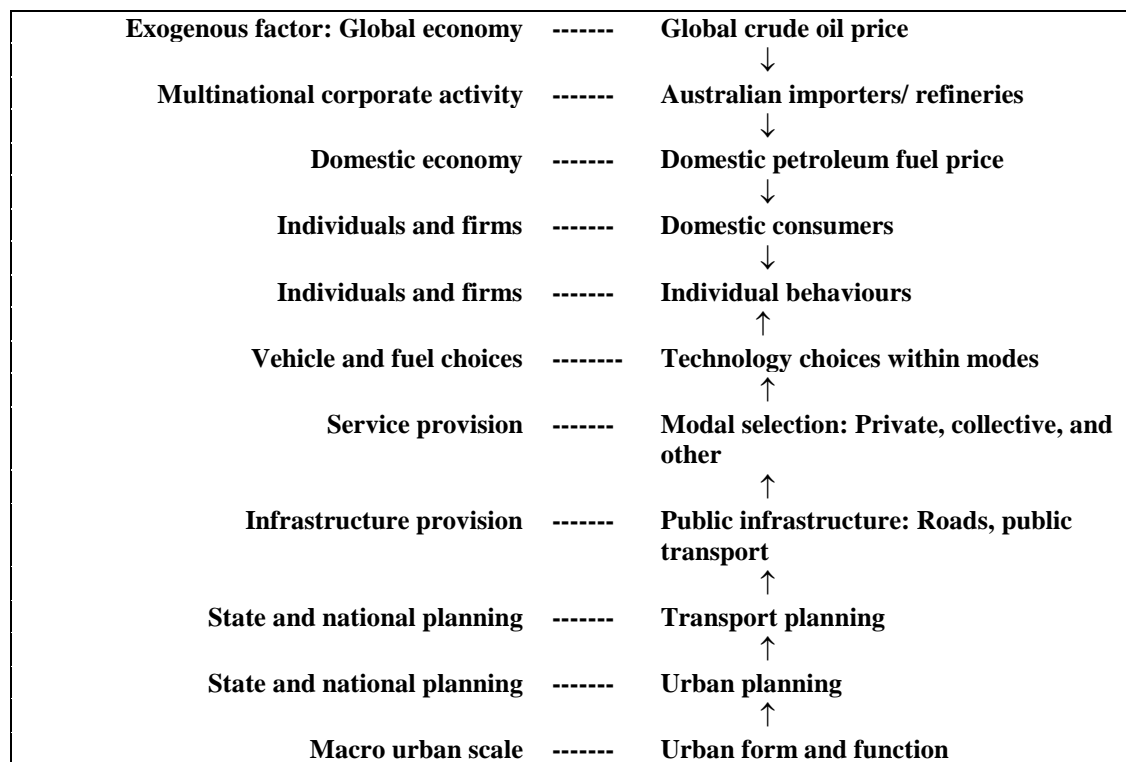 Exogenous factor: Global economy ------- Global crude oil price
↓
Multinational corporate activity ------- Australian importers/ refineries
↓
Domestic economy ------- Domestic petroleum fuel price
↓
Individuals and firms ------- Domestic consumers
↓
Individuals and firms ------- Individual behaviours
↑
Vehicle and fuel choices -------- Technology choices within modes
↑
Service provision ------- Modal selection: Private, collective, and
other
↑
Infrastructure provision ------- Public infrastructure: Roads, public
transport
↑
State and national planning ------- Transport planning
↑
State and national planning ------- Urban planning
↑
Macro urban scale ------- Urban form and function